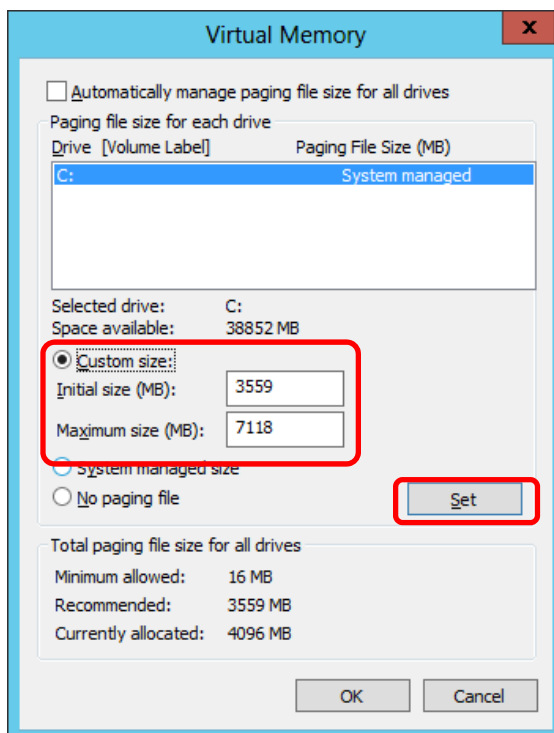 Virtual Memory
x
Automatically manage paging file size for all drives
Paging file size for each drive
Drive [Volume Label] Paging File Size (MB)
C: System managed
Selected drive: C:
Space available: 38852 MB
Custom size:
Initial size (MB): 3559
Maximum size (MB): 7118
System managed size
No paging file
Set
Total paging file size for all drives
Minimum allowed: 16 MB
Recommended: 3559 MB
Currently allocated: 4096 MB
OK Cancel